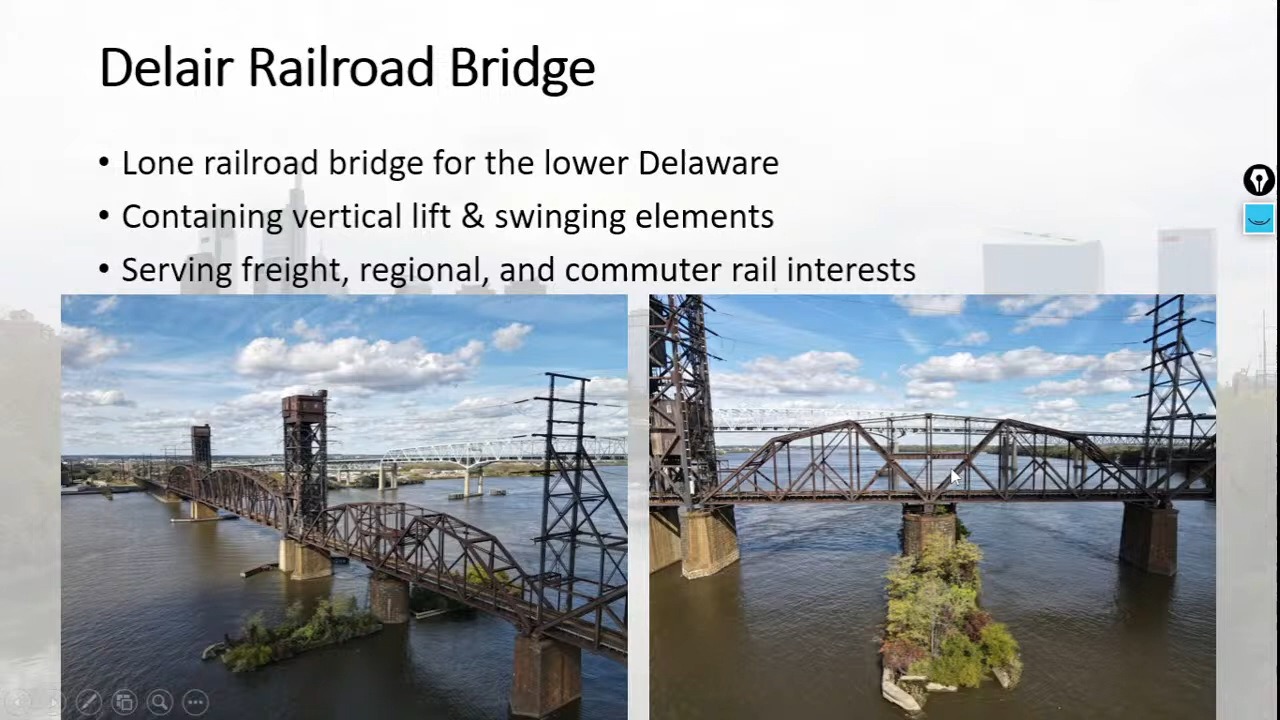 Delair Railroad Bridge
• Lone railroad bridge for the lower Delaware
• Containing vertical lift & swinging elements
• Serving freight, regional, and commuter rail interests